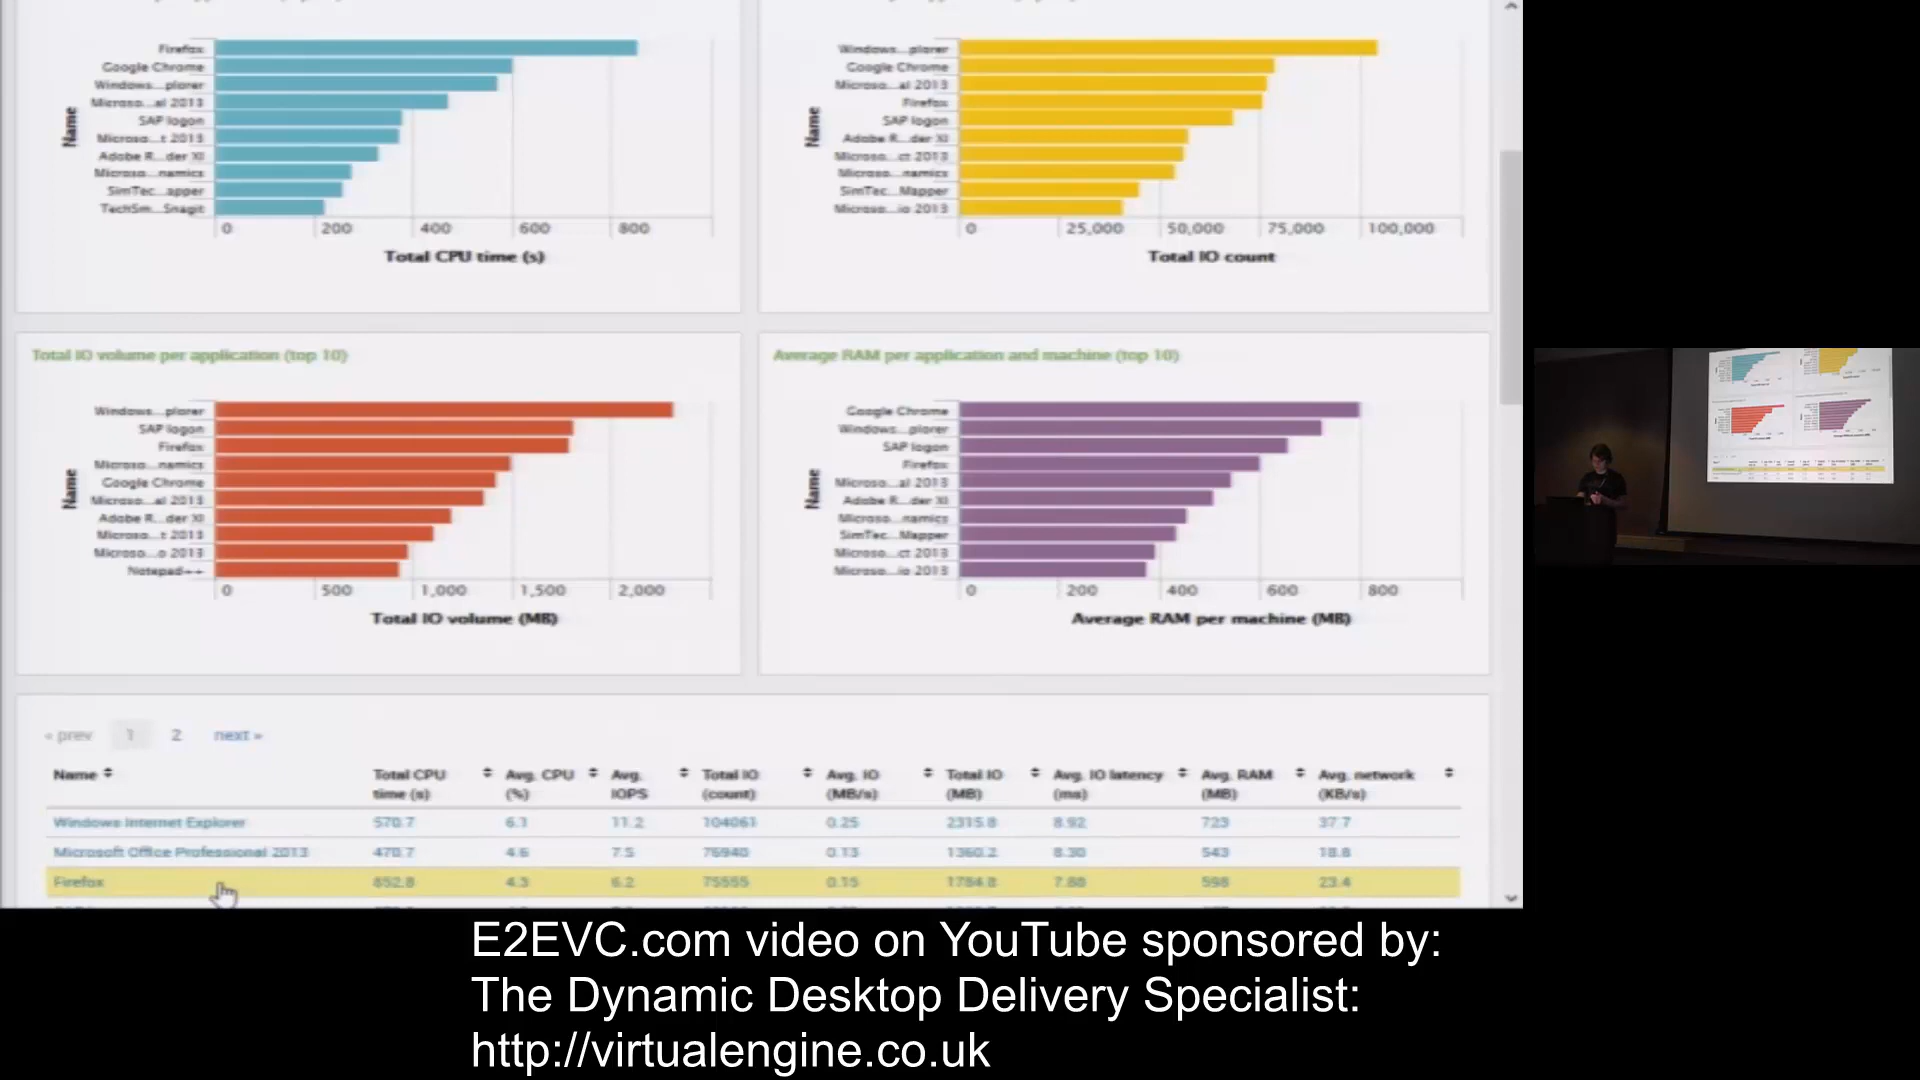 Firefox
Google Chrome
Windows...plorer
Microso...al 2013
SAP logon
Microso...t 2013
Adobe R...der XI
Microso...namics
SimTec...apper
TechSm...Snagit
Name
0 200 400 600 800
Total CPU time (s)
Windows...plorer
Google Chrome
Microso...al 2013
Firefox
SAP logon
Adobe R...der XI
Microso...ct 2013
Microso...namics
SimTec...Mapper
Microso...io 2013
Name
0 25,000 50,000 75,000 100,000
Total IO count
Total IO volume per application (top 10)
Windows...plorer
SAP logon
Firefox
Microso...namics
Google Chrome
Microso...al 2013
Adobe R...der XI
Microso...t 2013
Microso...o 2013
Notepad++
Name
0 500 1,000 1,500 2,000
Total IO volume (MB)
Average RAM per application and machine (top 10)
Google Chrome
Windows...plorer
SAP logon
Firefox
Microso...al 2013
Adobe R...der XI
Microso...namics
SimTec...Mapper
Microso...ct 2013
Microso...io 2013
Name
0 200 400 600 800
Average RAM per machine (MB)
« prev 1 2 next »
Name Total CPU time (s) Avg. CPU (%) Avg. IOPS Total IO (count) Avg. IO (MB/s) Total IO (MB) Avg. IO latency (ms) Avg. RAM (MB) Avg. network (KB/s)
Windows Internet Explorer 570.7 6.1 11.2 104061 0.25 2315.8 8.92 723 37.7
Microsoft Office Professional 2013 470.7 4.6 7.5 76940 0.13 1360.2 8.30 543 18.8
Firefox 852.8 4.3 6.2 75555 0.15 1784.8 7.88 598 23.4
E2EVC.com video on YouTube sponsored by:
The Dynamic Desktop Delivery Specialist:
http://virtualengine.co.uk